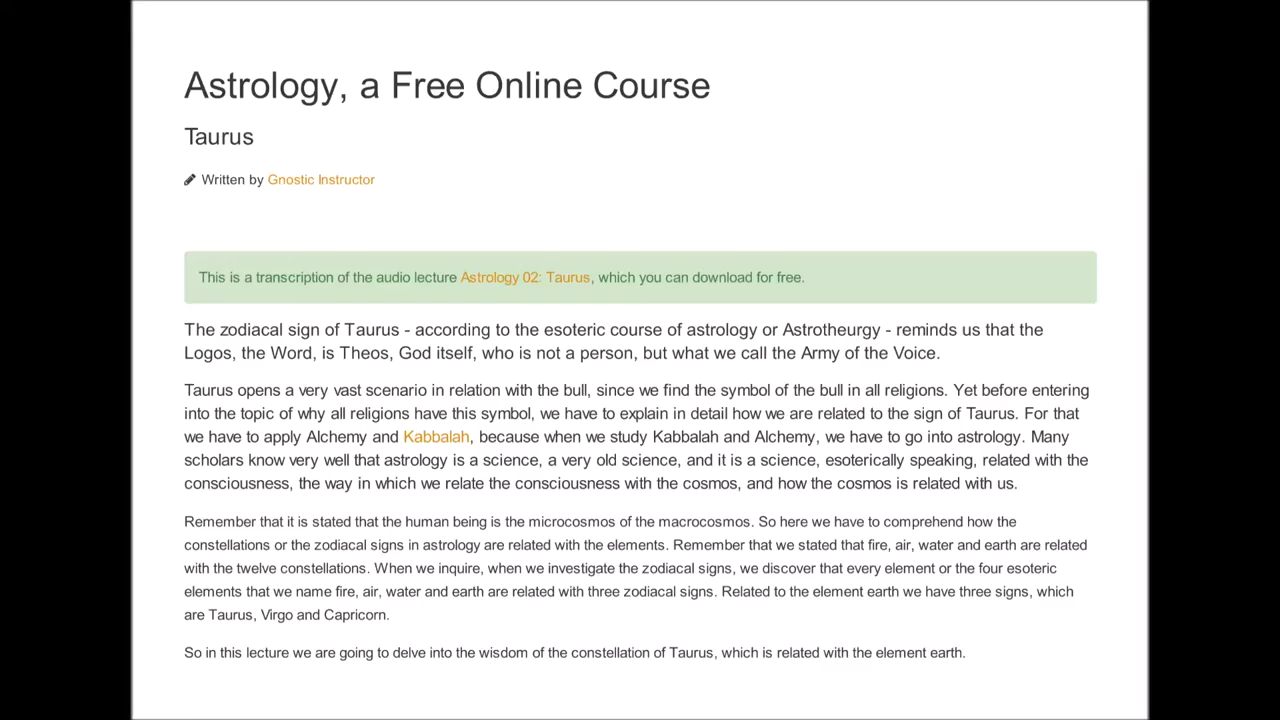 Astrology, a Free Online Course
Taurus
Written by Gnostic Instructor
This is a transcription of the audio lecture Astrology 02: Taurus, which you can download for free.
The zodiacal sign of Taurus - according to the esoteric course of astrology or Astrotheurgy - reminds us that the
Logos, the Word, is Theos, God itself, who is not a person, but what we call the Army of the Voice.
Taurus opens a very vast scenario in relation with the bull, since we find the symbol of the bull in all religions. Yet before entering
into the topic of why all religions have this symbol, we have to explain in detail how we are related to the sign of Taurus. For that
we have to apply Alchemy and Kabbalah, because when we study Kabbalah and Alchemy, we have to go into astrology. Many
scholars know very well that astrology is a science, a very old science, and it is a science, esoterically speaking, related with the
consciousness, the way in which we relate the consciousness with the cosmos, and how the cosmos is related with us.
Remember that it is stated that the human being is the microcosmos of the macrocosmos. So here we have to comprehend how the
constellations or the zodiacal signs in astrology are related with the elements. Remember that we stated that fire, air, water and earth are related
with the twelve constellations. When we inquire, when we investigate the zodiacal signs, we discover that every element or the four esoteric
elements that we name fire, air, water and earth are related with three zodiacal signs. Related to the element earth we have three signs, which
are Taurus, Virgo and Capricorn.
So in this lecture we are going to delve into the wisdom of the constellation of Taurus, which is related with the element earth.